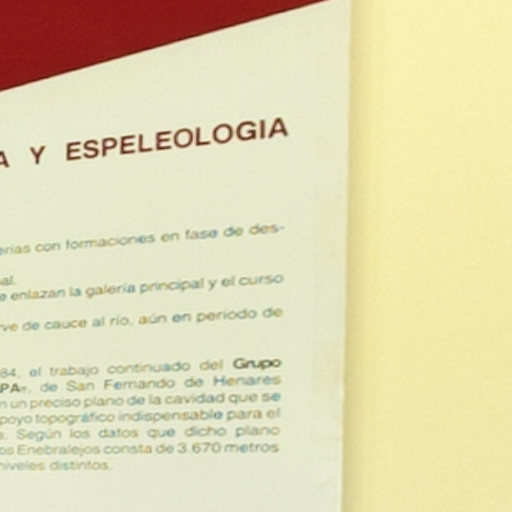 A Y ESPELEOLOGIA
erías con formaciones en fase de des-
al.
e enlazan la galería principal y el curso
rve de cauce al río, aún en período de
84, el trabajo continuado del Grupo
PA», de San Fernando de Henares
n un preciso plano de la cavidad que se
poyo topográfico indispensable para el
e. Según los datos que dicho plano
os Enebralejos consta de 3.670 metros
niveles distintos.